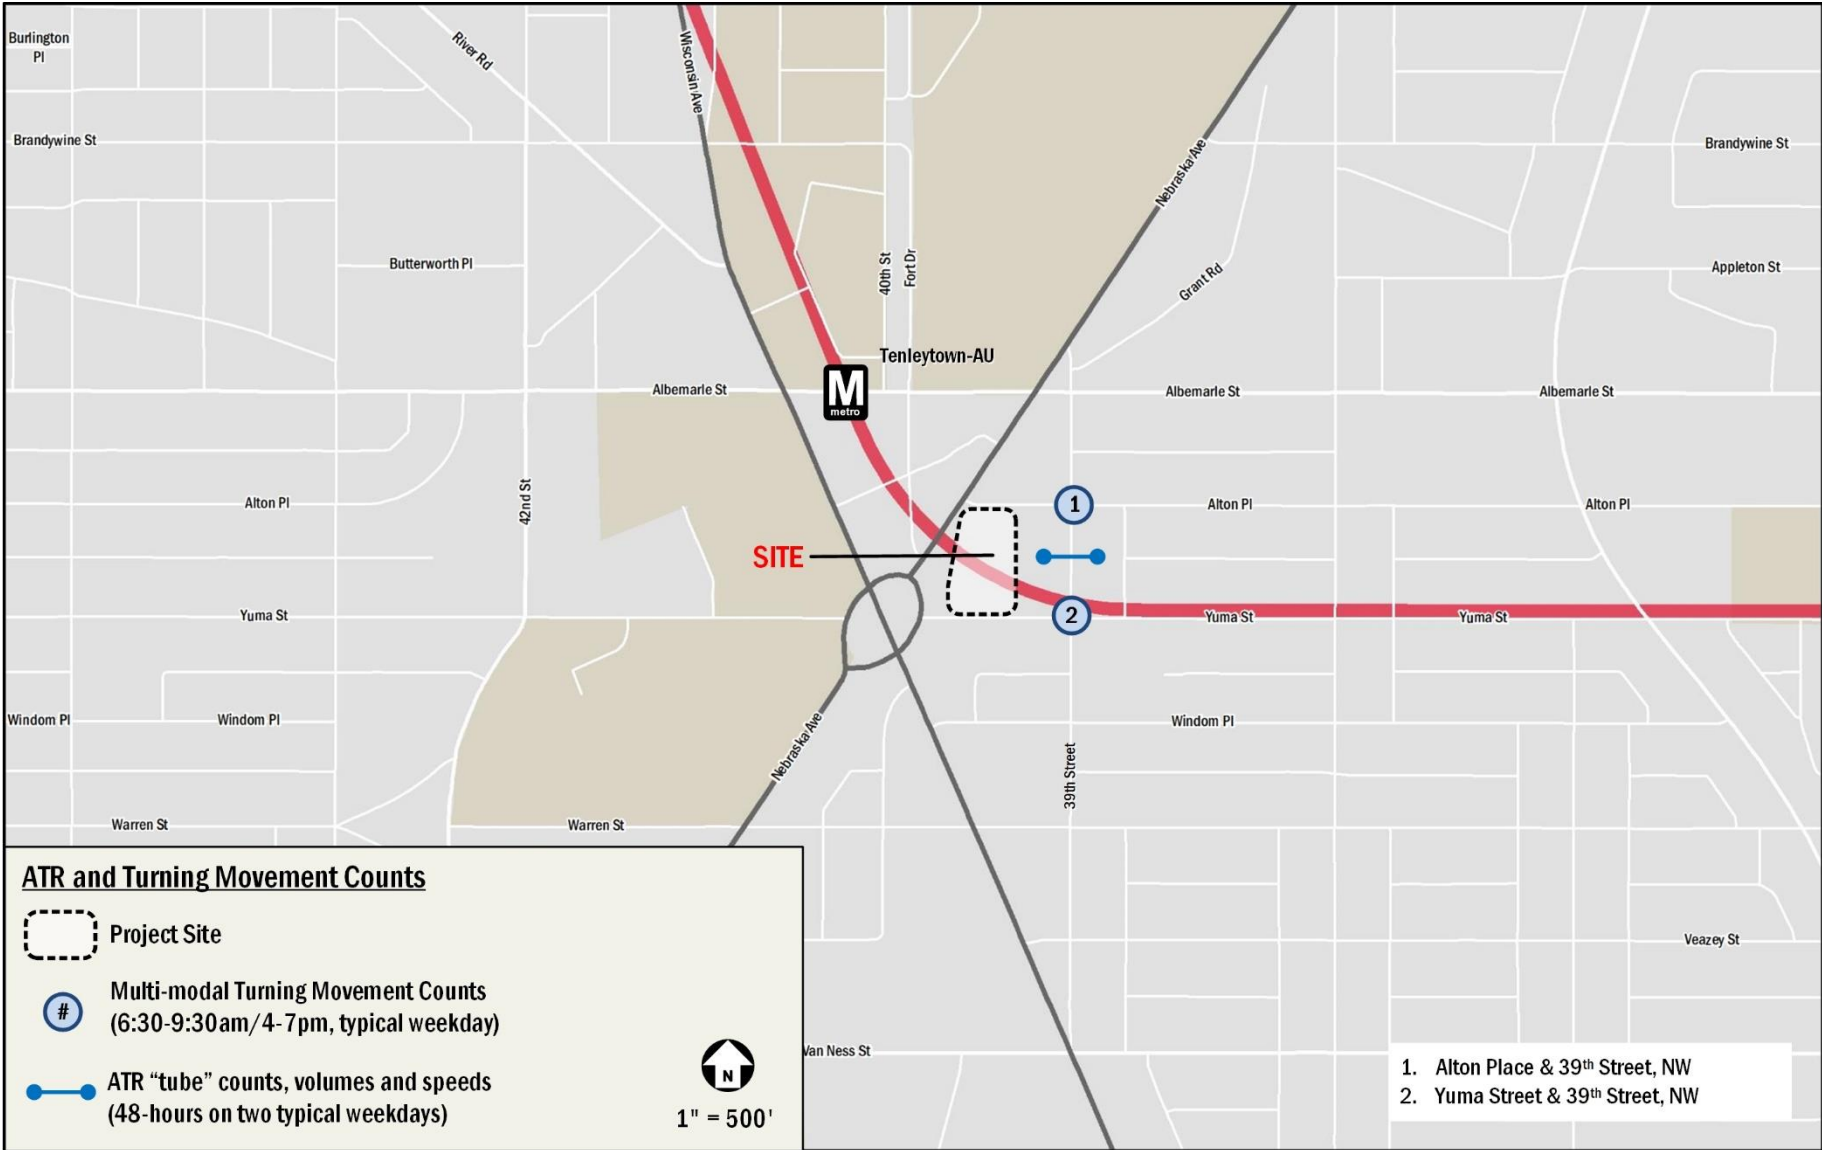 Burlington
Pl
River Rd
Wisconsin Ave
Brandywine St
Nebraska Ave
Brandywine St
Butterworth Pl
40th St
Fort Dr
Grant Rd
Appleton St
Tenleytown-AU
M
metro
Albemarle St
Albemarle St
Albemarle St
42nd St
Alton Pl
1
Alton Pl
Alton Pl
SITE
Yuma St
2
Yuma St
Yuma St
Windom Pl
Windom Pl
Nebraska Ave
Windom Pl
39th Street
Warren St
Warren St
Veazey St
Van Ness St
ATR and Turning Movement Counts
Project Site
#
Multi-modal Turning Movement Counts
(6:30-9:30am/4-7pm, typical weekday)
ATR “tube” counts, volumes and speeds
(48-hours on two typical weekdays)
N
1" = 500'
1. Alton Place & 39th Street, NW
2. Yuma Street & 39th Street, NW